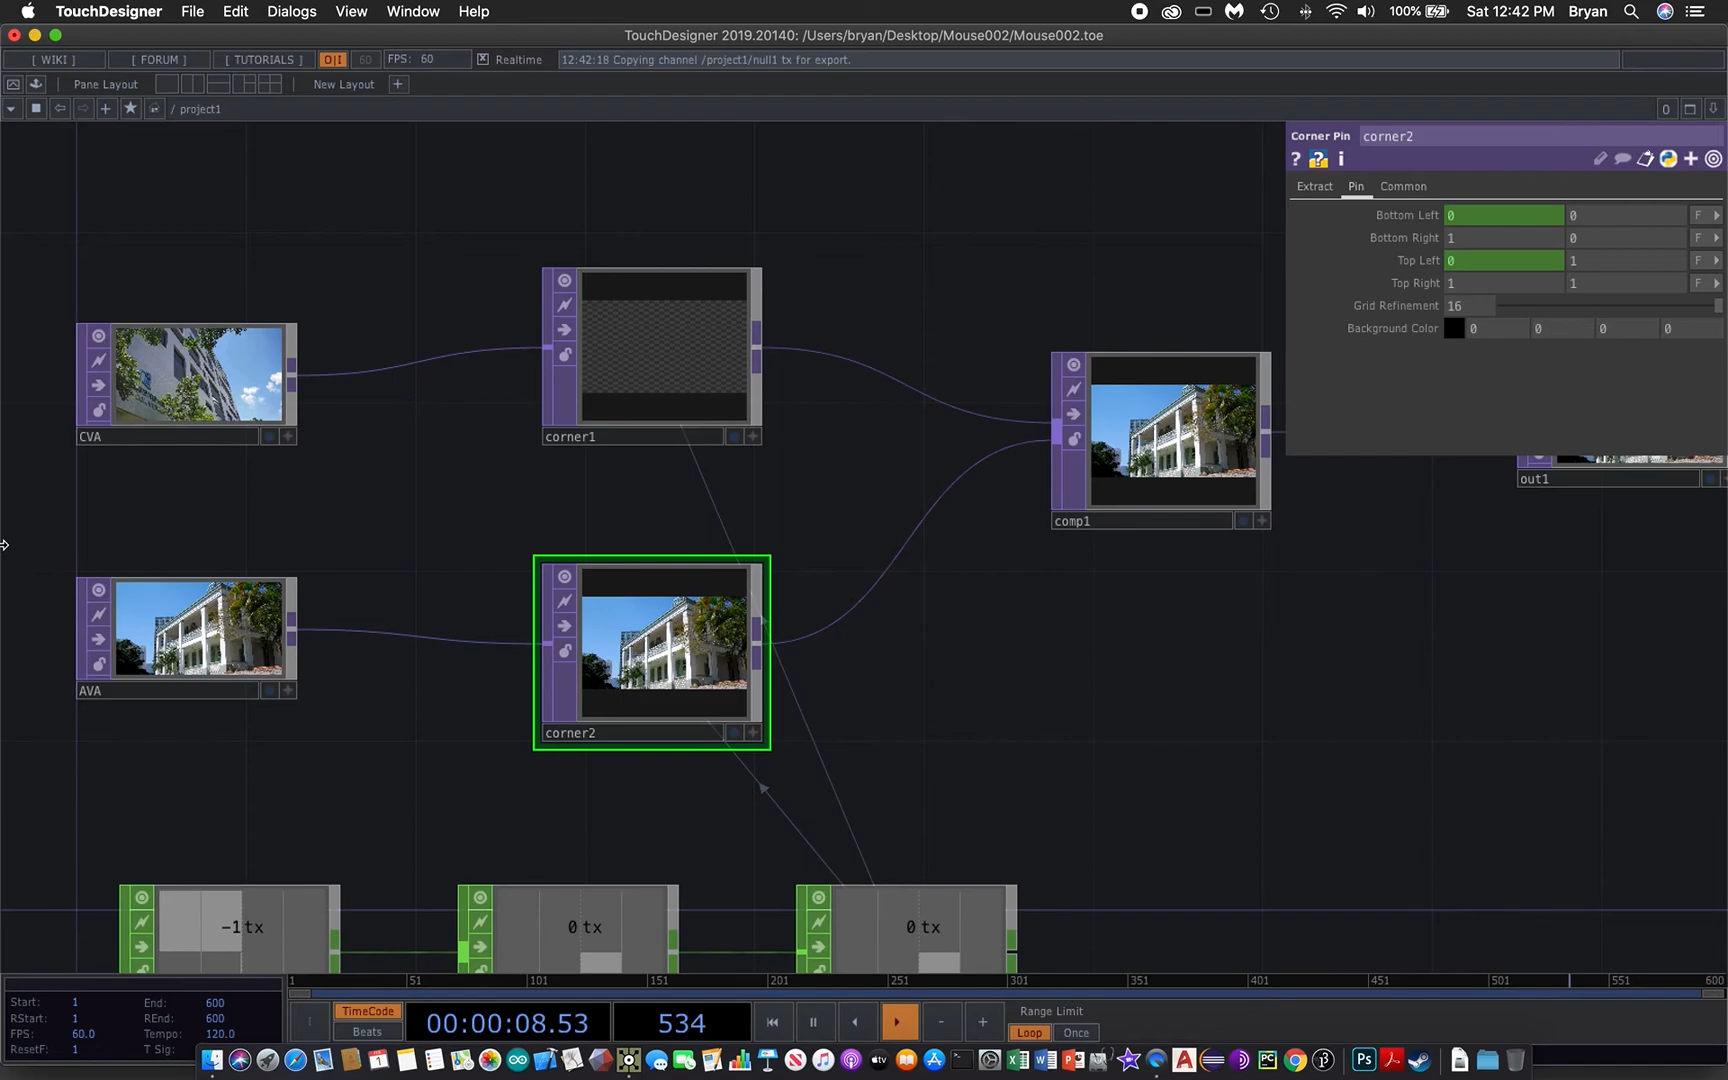 TouchDesigner File Edit Dialogs View Window Help 100% Sat 12:42 PM Bryan
TouchDesigner 2019.20140: /Users/bryan/Desktop/Mouse002/Mouse002.toe
[ WIKI ] [ FORUM ] [ TUTORIALS ] O|I 60 FPS: 60 Realtime 12:42:18 Copying channel /project1/null1 tx for export.
Pane Layout New Layout +
/ project1 0
Corner Pin corner2
? ? i
Extract Pin Common
Bottom Left 0 0 F
Bottom Right 1 0 F
Top Left 0 1 F
Top Right 1 1 F
Grid Refinement 16
Background Color 0 0 0 0
CVA
corner1
out1
comp1
AVA
corner2
-1 tx
0 tx
0 tx
1 51 101 151 201 251 301 351 401 451 501 551 600
Start: 1 End: 600
RStart: 1 REnd: 600
FPS: 60.0 Tempo: 120.0
ResetF: 1 T Sig:
TimeCode
Beats
00:00:08.53
534
Range Limit
Loop Once